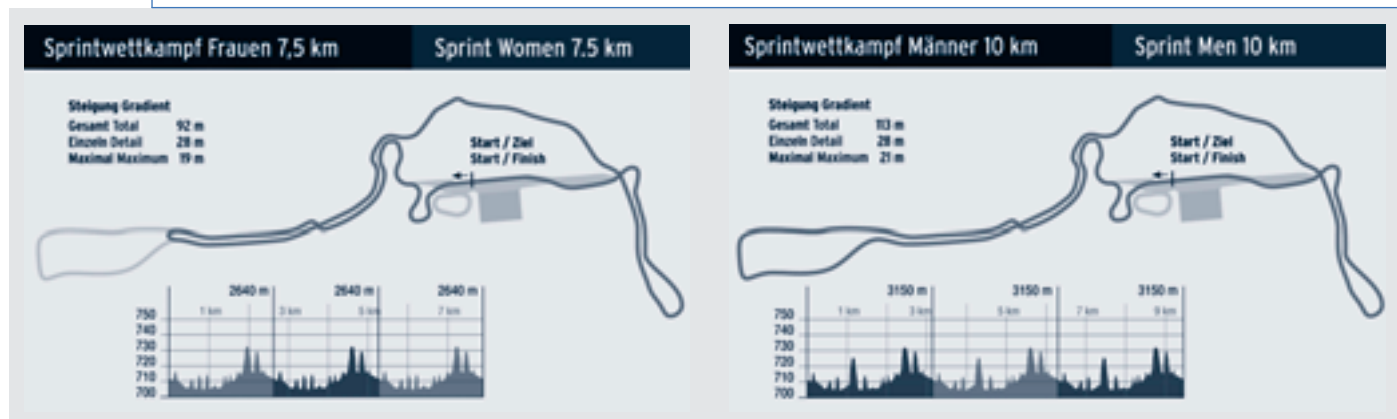 Sprintwettkampf Frauen 7,5 km
Sprint Women 7.5 km
Steigung Gradient
Gesamt Total 92 m
Einzeln Detail 28 m
Maximal Maximum 19 m
Start / Ziel
Start / Finish
2640 m 2640 m 2640 m
1 km 3 km 5 km 7 km
750
740
730
720
710
700
Sprintwettkampf Männer 10 km
Sprint Men 10 km
Steigung Gradient
Gesamt Total 113 m
Einzeln Detail 28 m
Maximal Maximum 21 m
Start / Ziel
Start / Finish
3150 m 3150 m 3150 m
1 km 3 km 5 km 7 km 9 km
750
740
730
720
710
700